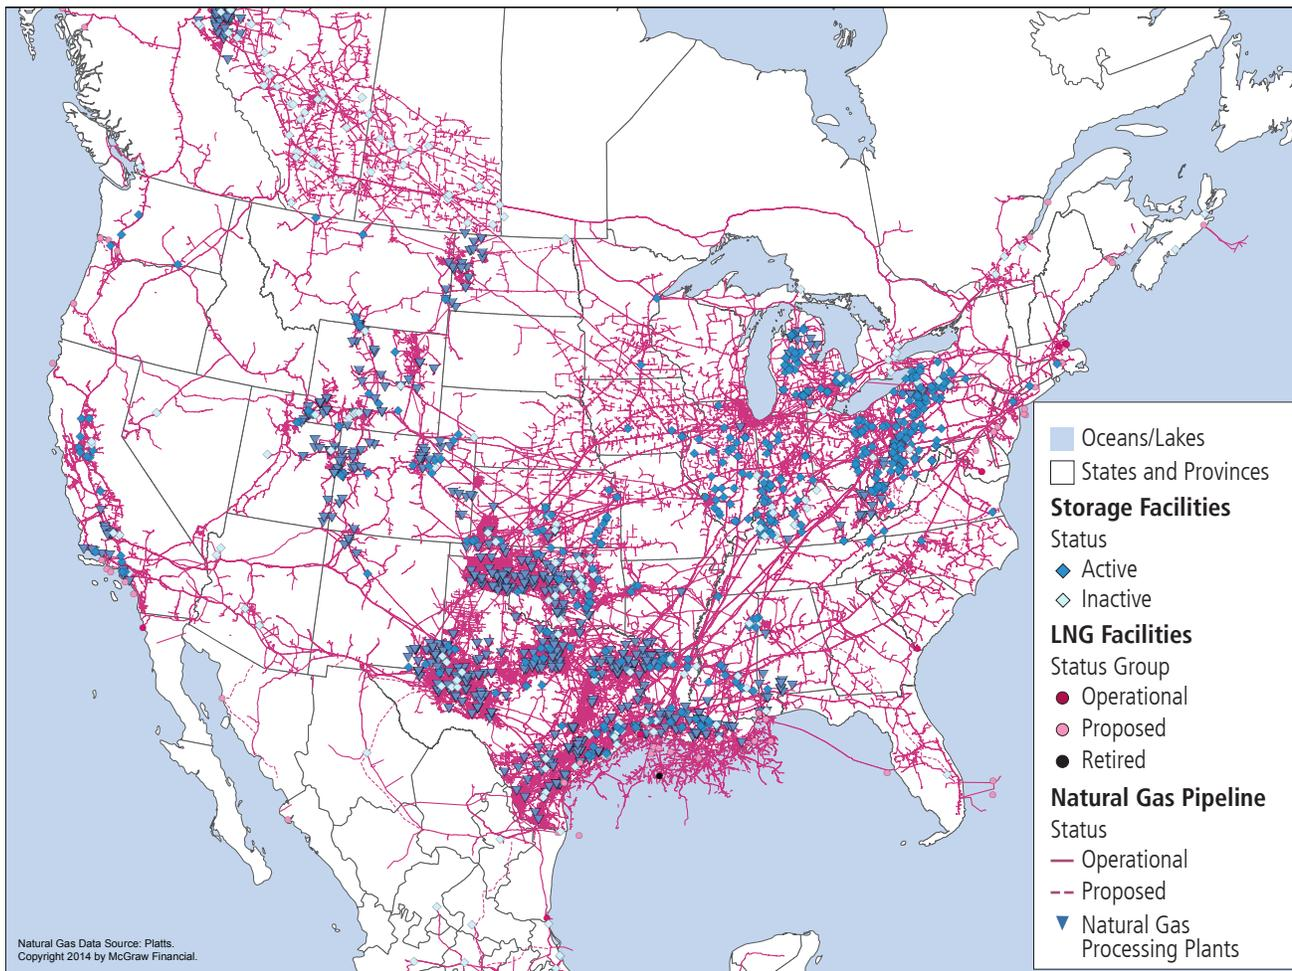 Oceans/Lakes
States and Provinces
Storage Facilities
Status
Active
Inactive
LNG Facilities
Status Group
Operational
Proposed
Retired
Natural Gas Pipeline
Status
Operational
Proposed
Natural Gas
Processing Plants
Natural Gas Data Source: Platts.
Copyright 2014 by McGraw Financial.